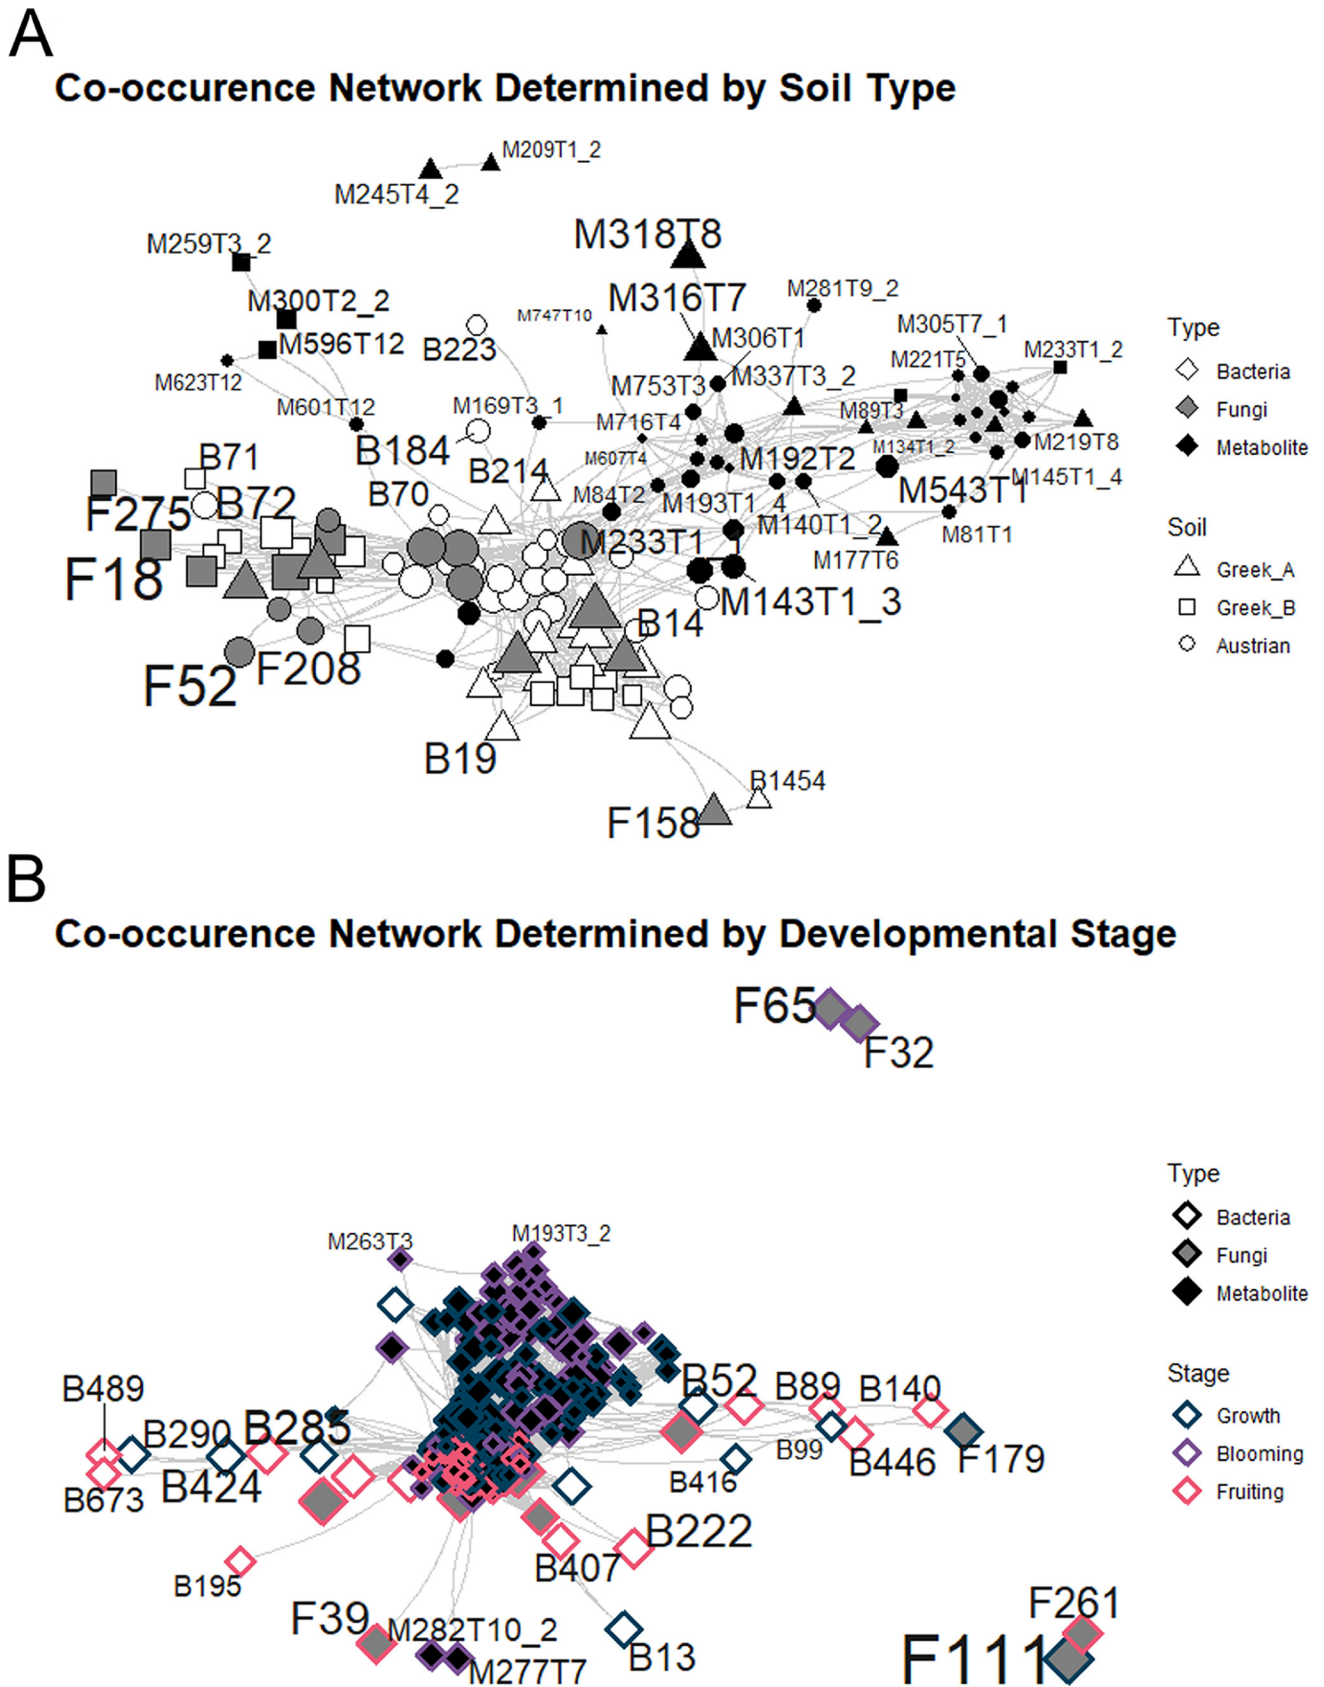 A
Co-occurence Network Determined by Soil Type
M209T1_2
M245T4_2
M318T8
M259T3_2
M300T2_2
M316T7
M281T9_2
M747T10
M305T7_1
M596T12
B223
M306T1
M221T5
M233T1_2
M623T12
M753T3
M337T3_2
M601T12
M169T3_1
M716T4
M89T3
B184
M219T8
B71
B214
M607T4
M192T2
M134T1_2
M145T1_4
F275
B72
B70
M84T2
M193T1_4
M543T1
M140T1_2
M81T1
F18
M233T1_1
M177T6
M143T1_3
B14
F52
F208
B19
B1454
F158
Type
Bacteria
Fungi
Metabolite
Soil
Greek_A
Greek_B
Austrian
B
Co-occurence Network Determined by Developmental Stage
F65
F32
M263T3
M193T3_2
B489
B52
B89
B140
B290
B285
B99
B446
F179
B673
B424
B416
B222
B195
B407
F39
M282T10_2
B13
M277T7
F261
F111
Type
Bacteria
Fungi
Metabolite
Stage
Growth
Blooming
Fruiting